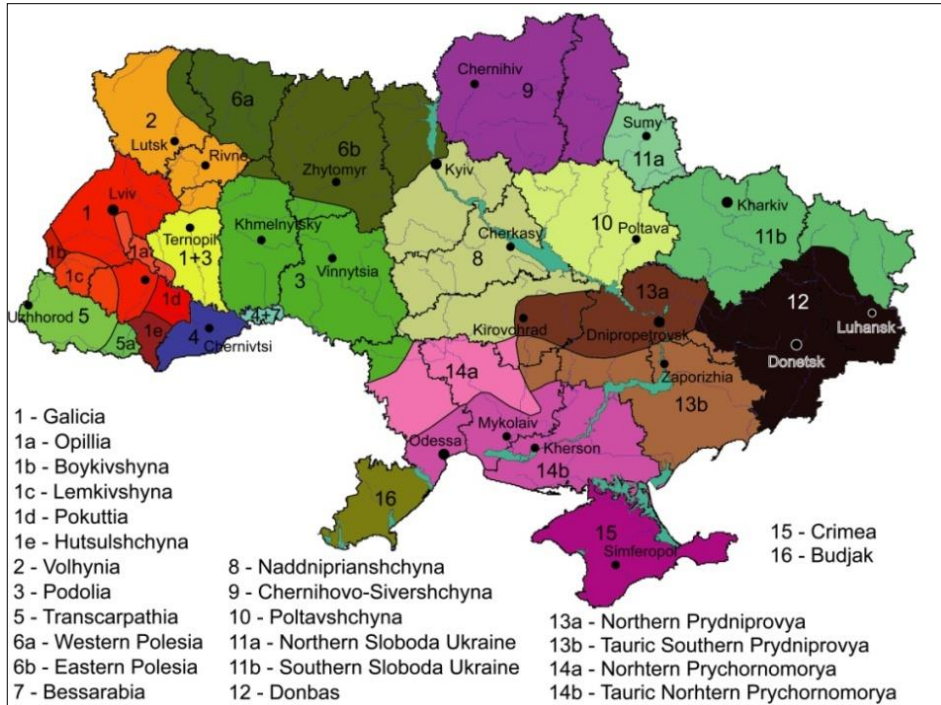 Chernihiv
9
6a
2
Sumy
Lutsk
Rivne
6b
11a
Zhytomyr
Kyiv
Lviv
1
Kharkiv
Khmelnytsky
10
Ternopil
Cherkasy
Poltava
11b
1b
1a
1+3
Vinnytsia
8
1c
3
12
1d
13a
Uzhhorod
5
4+7
Luhansk
1e
4
Kirovohrad
Dnipropetrovsk
5a
Chernivtsi
Donetsk
14a
Zaporizhia
13b
Mykolaiv
Odessa
Kherson
14b
16
15
Simferopol
1 - Galicia
1a - Opillia
1b - Boykivshyna
1c - Lemkivshyna
1d - Pokuttia
1e - Hutsulshchyna
2 - Volhynia
3 - Podolia
5 - Transcarpathia
6a - Western Polesia
6b - Eastern Polesia
7 - Bessarabia
8 - Naddniprianshchyna
9 - Chernihovo-Sivershchyna
10 - Poltavshchyna
11a - Northern Sloboda Ukraine
11b - Southern Sloboda Ukraine
12 - Donbas
13a - Northern Prydniprovya
13b - Tauric Southern Prydniprovya
14a - Norhtern Prychornomorya
14b - Tauric Norhtern Prychornomorya
15 - Crimea
16 - Budjak